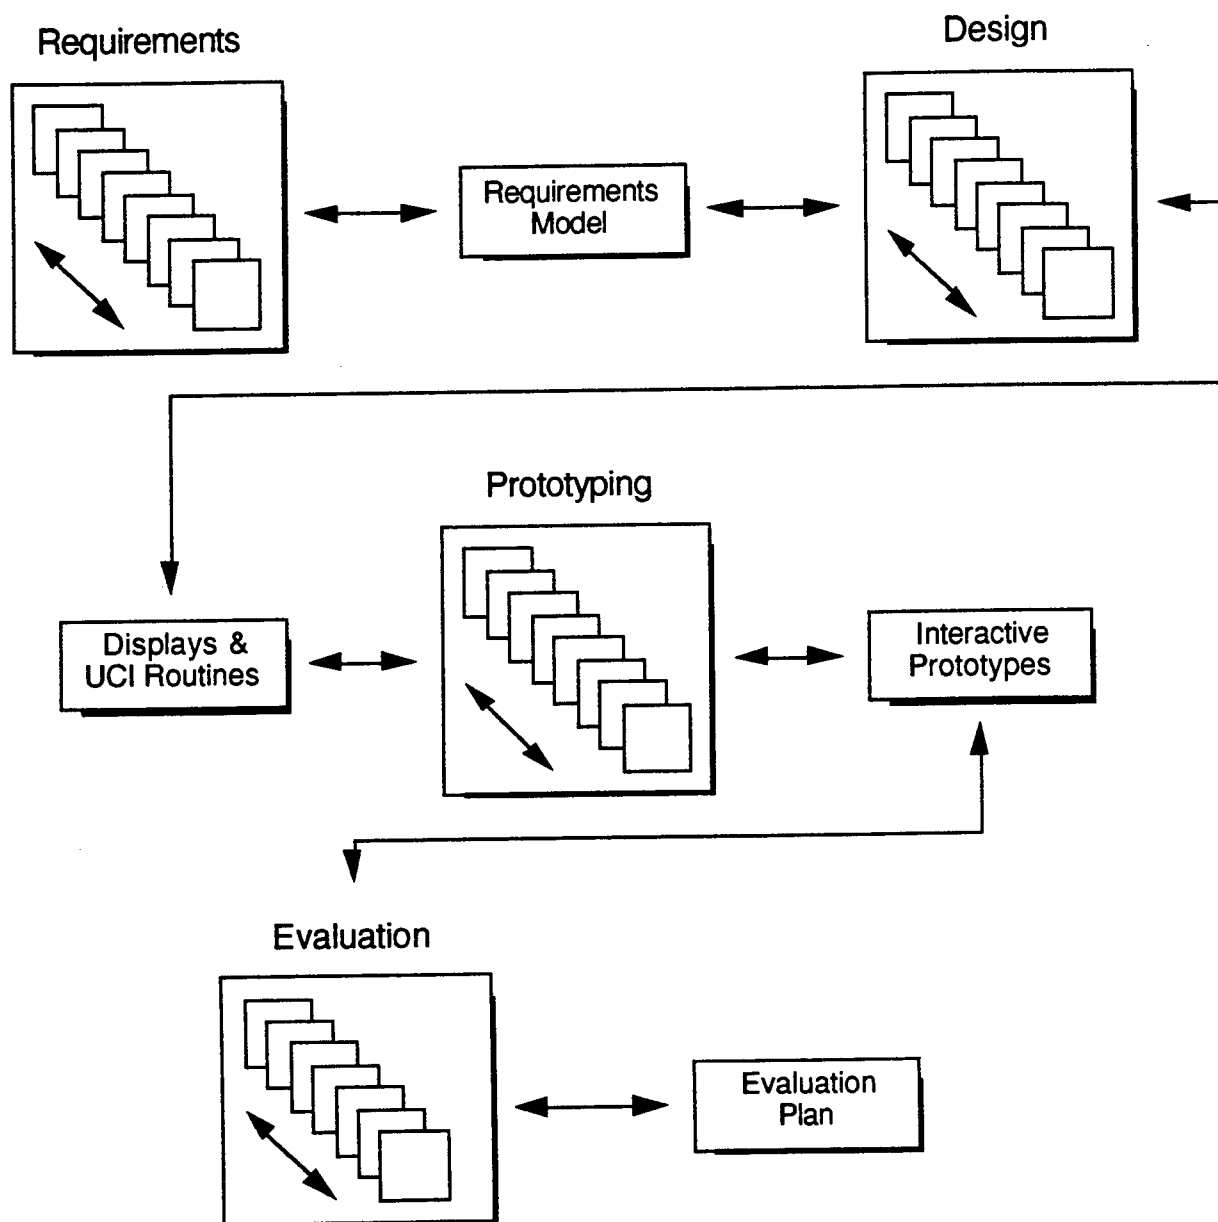 Requirements
Design
Requirements
Model
Prototyping
Displays &
UCI Routines
Interactive
Prototypes
Evaluation
Evaluation
Plan